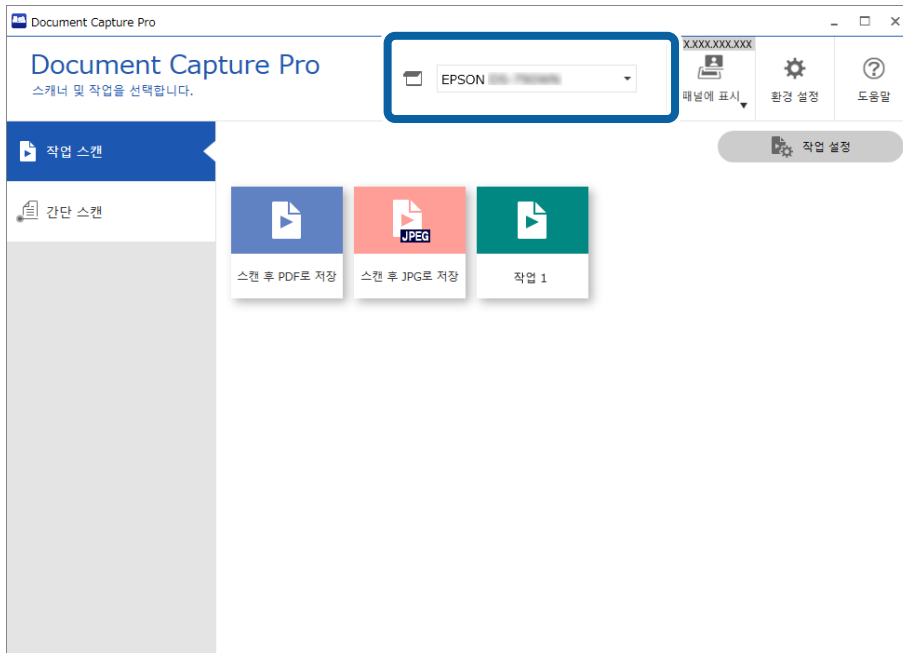 Document Capture Pro
Document Capture Pro
스캐너 및 작업을 선택합니다.
EPSON
X.XXX.XXX.XXX
패널에 표시
환경 설정
도움말
작업 스캔
작업 설정
간단 스캔
JPEG
스캔 후 PDF로 저장
스캔 후 JPG로 저장
작업 1